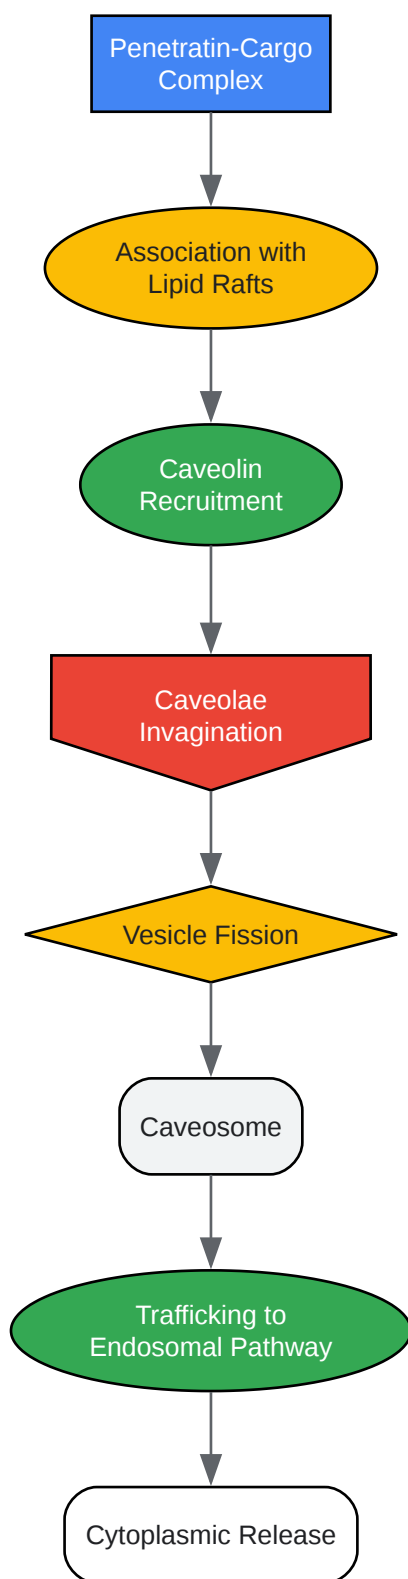 Penetratin-Cargo
Complex
Association with
Lipid Rafts
Caveolin
Recruitment
Caveolae
Invagination
Vesicle Fission
Caveosome
Trafficking to
Endosomal Pathway
Cytoplasmic Release